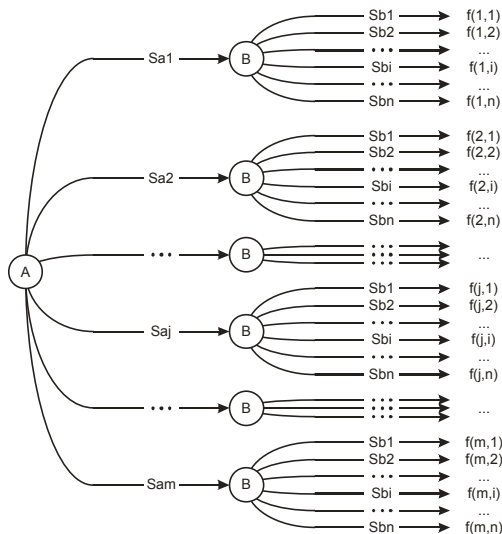 Sb1 f(1,1)
Sb2 f(1,2)
... ...
Sa1 B Sbi f(1,i)
... ...
Sbn f(1,n)
Sb1 f(2,1)
Sb2 f(2,2)
... ...
Sa2 B Sbi f(2,i)
... ...
Sbn f(2,n)
... B ... ...
A
Sb1 f(j,1)
Sb2 f(j,2)
... ...
Saj B Sbi f(j,i)
... ...
Sbn f(j,n)
... B ... ...
Sb1 f(m,1)
Sb2 f(m,2)
... ...
Sam B Sbi f(m,i)
... ...
Sbn f(m,n)